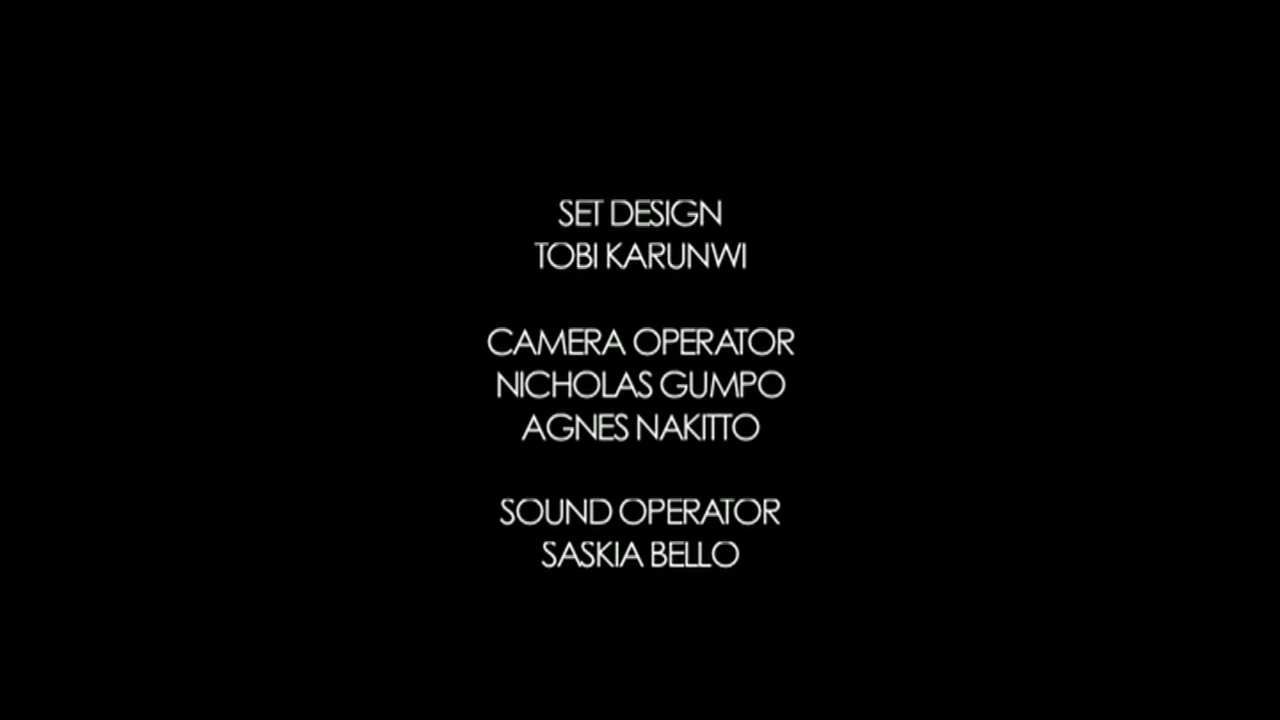 SET DESIGN
TOBI KARUNWI
CAMERA OPERATOR
NICHOLAS GUMPO
AGNES NAKITTO
SOUND OPERATOR
SASKIA BELLO